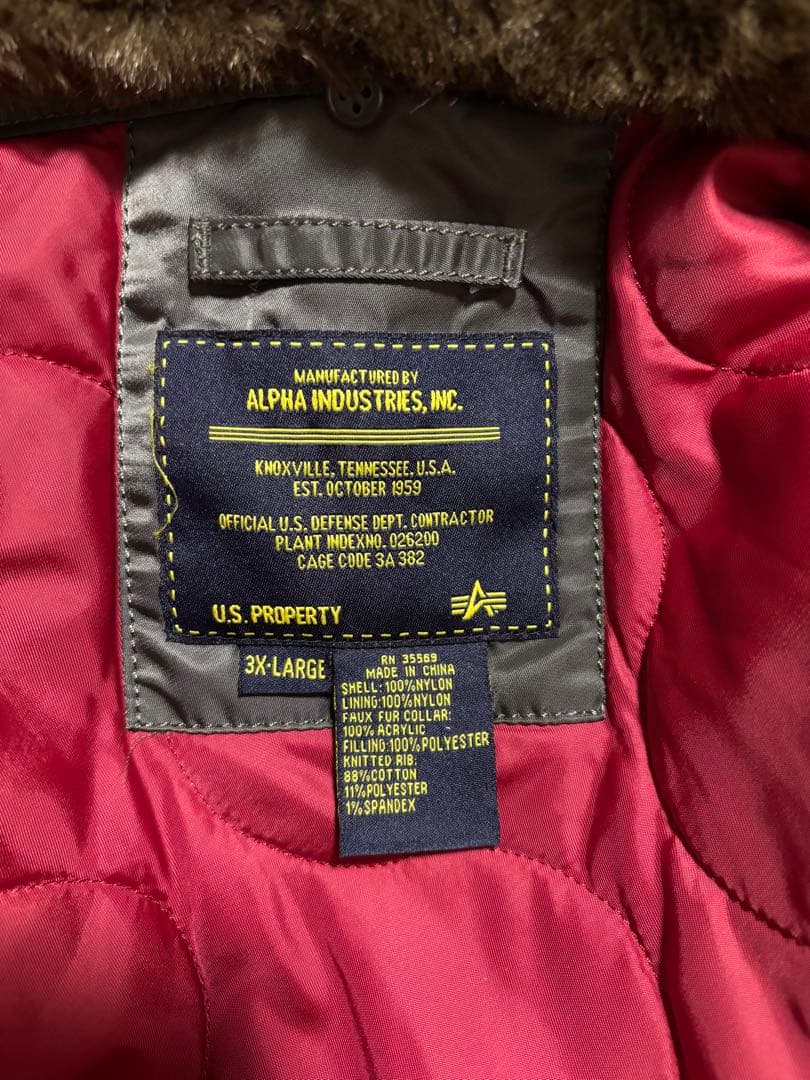 MANUFACTURED BY
ALPHA INDUSTRIES, INC.
KNOXVILLE, TENNESSEE, U.S.A.
EST. OCTOBER 1959
OFFICIAL U.S. DEFENSE DEPT. CONTRACTOR
PLANT INDEXNO. 026200
CAGE CODE 3A 382
U.S. PROPERTY
3X-LARGE
RN 35569
MADE IN CHINA
SHELL: 100%NYLON
LINING: 100%NYLON
FAUX FUR COLLAR:
100% ACRYLIC
FILLING: 100%POLYESTER
KNITTED RIB:
88%COTTON
11%POLYESTER
1%SPANDEX